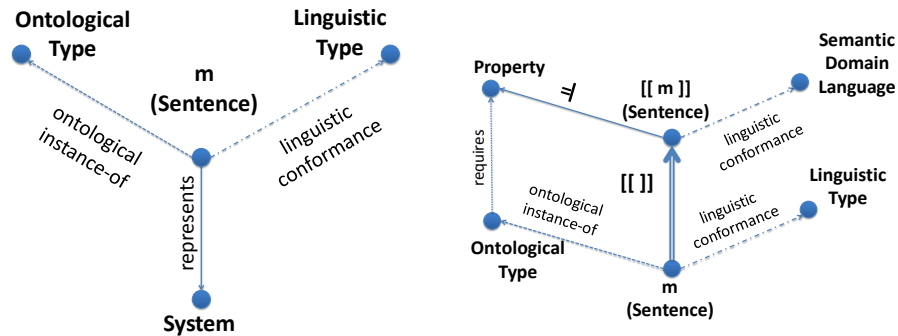 Ontological
Type
Linguistic
Type
m
(Sentence)
ontological
instance-of
linguistic
conformance
represents
System
Property
⊨
[[ m ]]
(Sentence)
Semantic
Domain
Language
linguistic
conformance
requires
[[ ]]
ontological
instance-of
linguistic
conformance
Linguistic
Type
Ontological
Type
m
(Sentence)